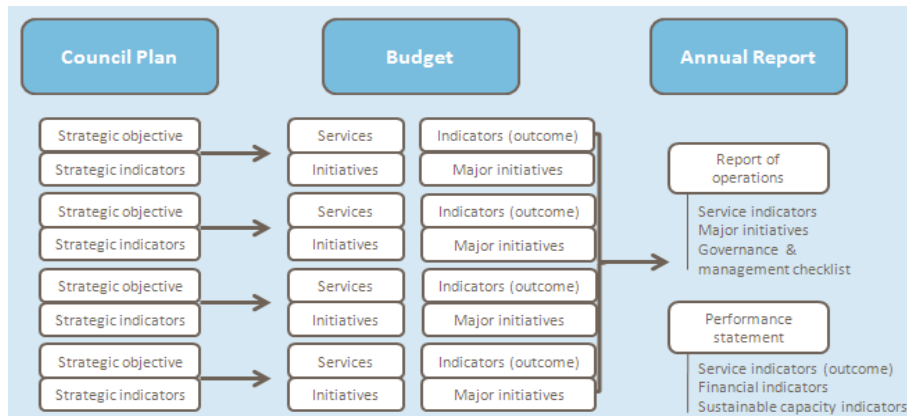 Council Plan
Budget
Annual Report
Strategic objective
Strategic indicators
Services
Initiatives
Indicators (outcome)
Major initiatives
Strategic objective
Strategic indicators
Services
Initiatives
Indicators (outcome)
Major initiatives
Strategic objective
Strategic indicators
Services
Initiatives
Indicators (outcome)
Major initiatives
Strategic objective
Strategic indicators
Services
Initiatives
Indicators (outcome)
Major initiatives
Report of
operations
Service indicators
Major initiatives
Governance &
management checklist
Performance
statement
Service indicators (outcome)
Financial indicators
Sustainable capacity indicators